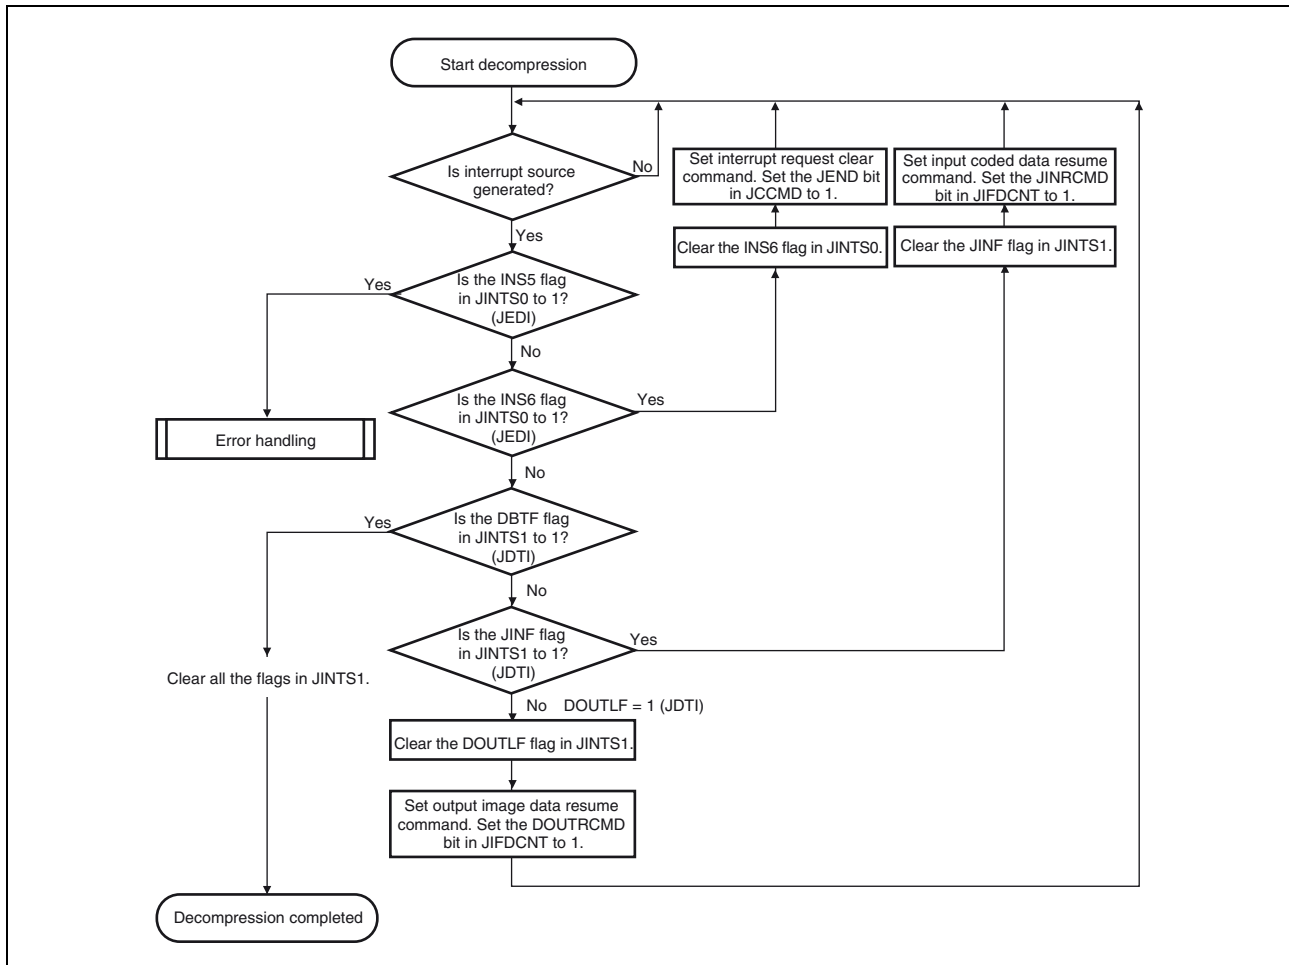 Start decompression
Is interrupt source
generated?
No
Set interrupt request clear
command. Set the JEND bit
in JCCMD to 1.
Set input coded data resume
command. Set the JINRCMD
bit in JIFDCNT to 1.
Yes
Clear the INS6 flag in JINTS0.
Clear the JINF flag in JINTS1.
Yes
Is the INS5 flag
in JINTS0 to 1?
(JEDI)
No
Is the INS6 flag
in JINTS0 to 1?
(JEDI)
Yes
Error handling
No
Yes
Is the DBTF flag
in JINTS1 to 1?
(JDTI)
No
Is the JINF flag
in JINTS1 to 1?
(JDTI)
Yes
Clear all the flags in JINTS1.
No DOUTLF = 1 (JDTI)
Clear the DOUTLF flag in JINTS1.
Set output image data resume
command. Set the DOUTRCMD
bit in JIFDCNT to 1.
Decompression completed